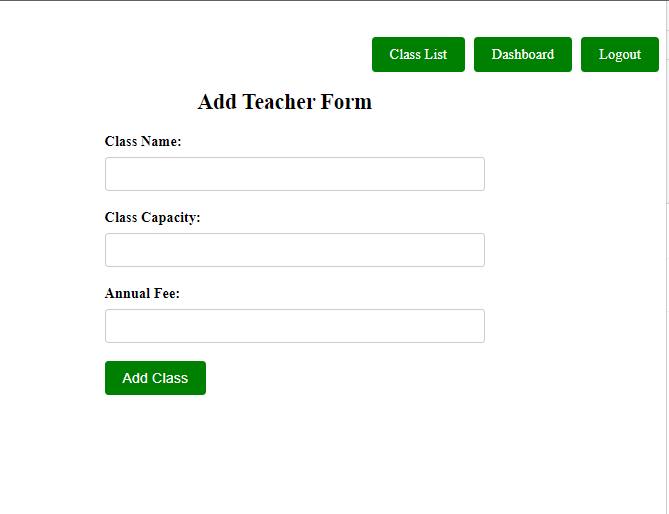 Class List Dashboard Logout
Add Teacher Form
Class Name:
Class Capacity:
Annual Fee:
Add Class